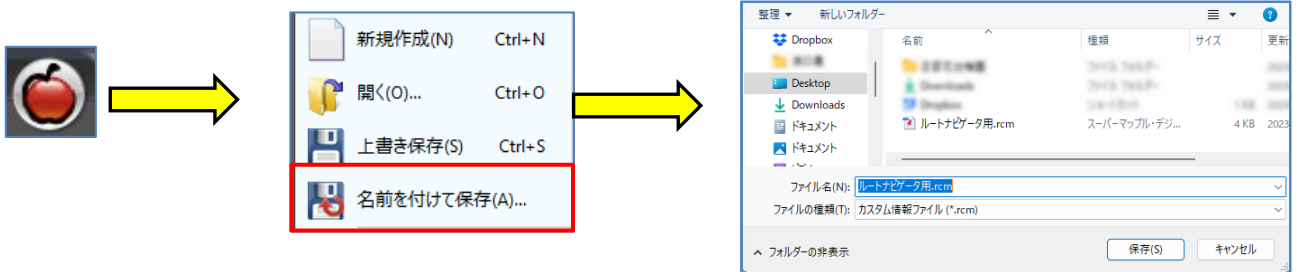 新規作成(N) Ctrl+N
開く(O)... Ctrl+O
上書き保存(S) Ctrl+S
名前を付けて保存(A)...
整理 新しいフォルダー
名前 種類 サイズ 更新
Dropbox
Desktop
Downloads
ドキュメント
ドキュメント
ルートナビゲータ用.rcm スーパーマップル・デジ... 4 KB 2023
ファイル名(N): ルートナビゲータ用.rcm
ファイルの種類(T): カスタム情報ファイル (*.rcm)
フォルダーの非表示 保存(S) キャンセル